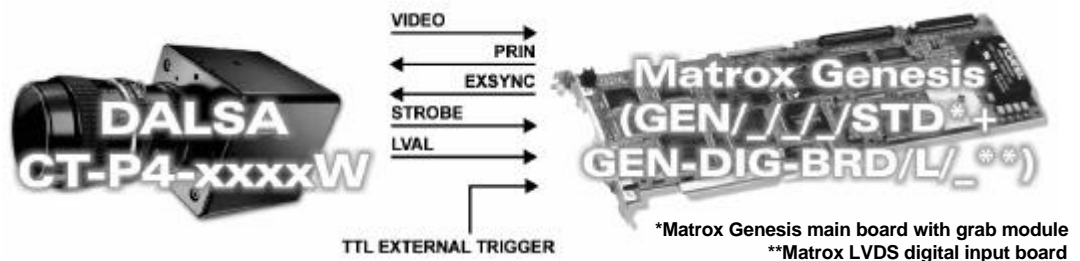 VIDEO
PRIN
EXSYNC
STROBE
LVAL
TTL EXTERNAL TRIGGER
DALSA
CT-P4-xxxxW
Matrox Genesis
(GEN/_/_/_/STD*+
GEN-DIG-BRD/L/_**)
*Matrox Genesis main board with grab module
**Matrox LVDS digital input board